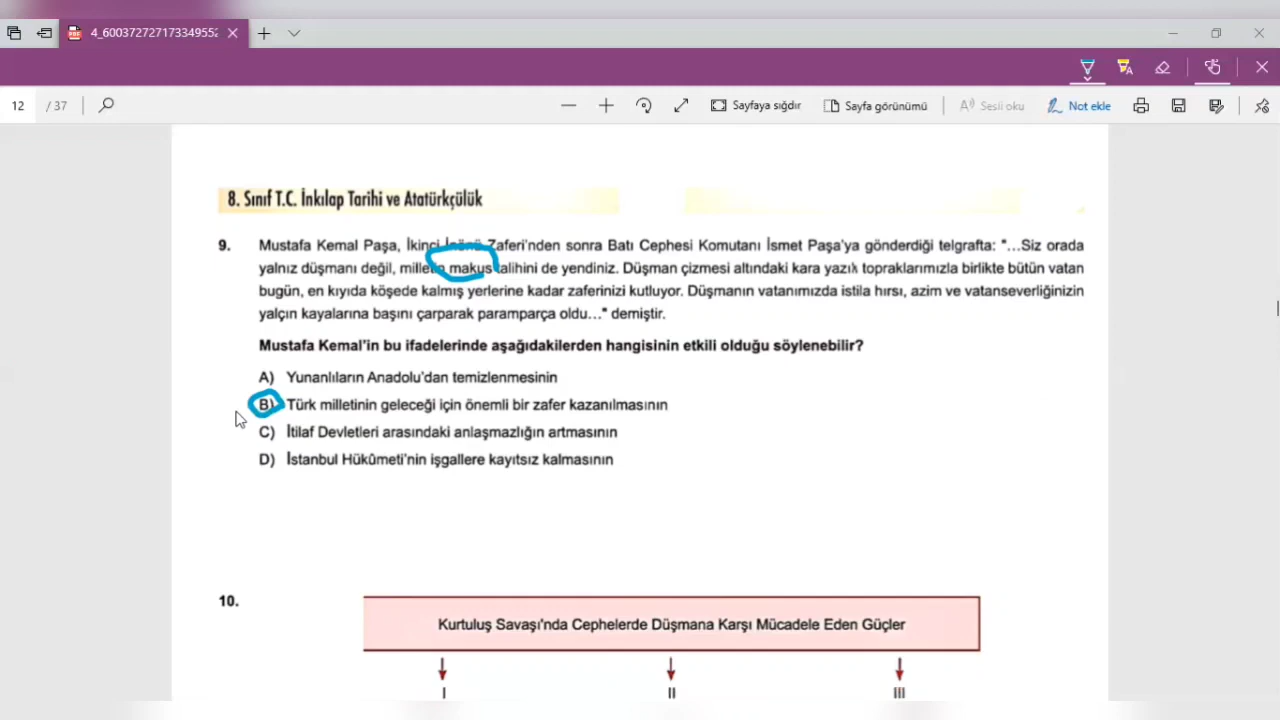 4_6003727271733495​52
12 / 37
Sayfaya sığdır
Sayfa görünümü
Sesli oku
Not ekle
8. Sınıf T.C. İnkılap Tarihi ve Atatürkçülük
9. Mustafa Kemal Paşa, İkinci İnönü Zaferi'nden sonra Batı Cephesi Komutanı İsmet Paşa'ya gönderdiği telgrafta: "...Siz orada
yalnız düşmanı değil, milletin makus talihini de yendiniz. Düşman çizmesi altındaki kara yazılı topraklarımızla birlikte bütün vatan
bugün, en kıyıda köşede kalmış yerlerine kadar zaferinizi kutluyor. Düşmanın vatanımızda istila hırsı, azim ve vatanseverliğinizin
yalçın kayalarına başını çarparak paramparça oldu..." demiştir.
Mustafa Kemal'in bu ifadelerinde aşağıdakilerden hangisinin etkili olduğu söylenebilir?
A) Yunanlıların Anadolu'dan temizlenmesinin
B) Türk milletinin geleceği için önemli bir zafer kazanılmasının
C) İtilaf Devletleri arasındaki anlaşmazlığın artmasının
D) İstanbul Hükûmeti'nin işgallere kayıtsız kalmasının
10.
Kurtuluş Savaşı'nda Cephelerde Düşmana Karşı Mücadele Eden Güçler
I II III